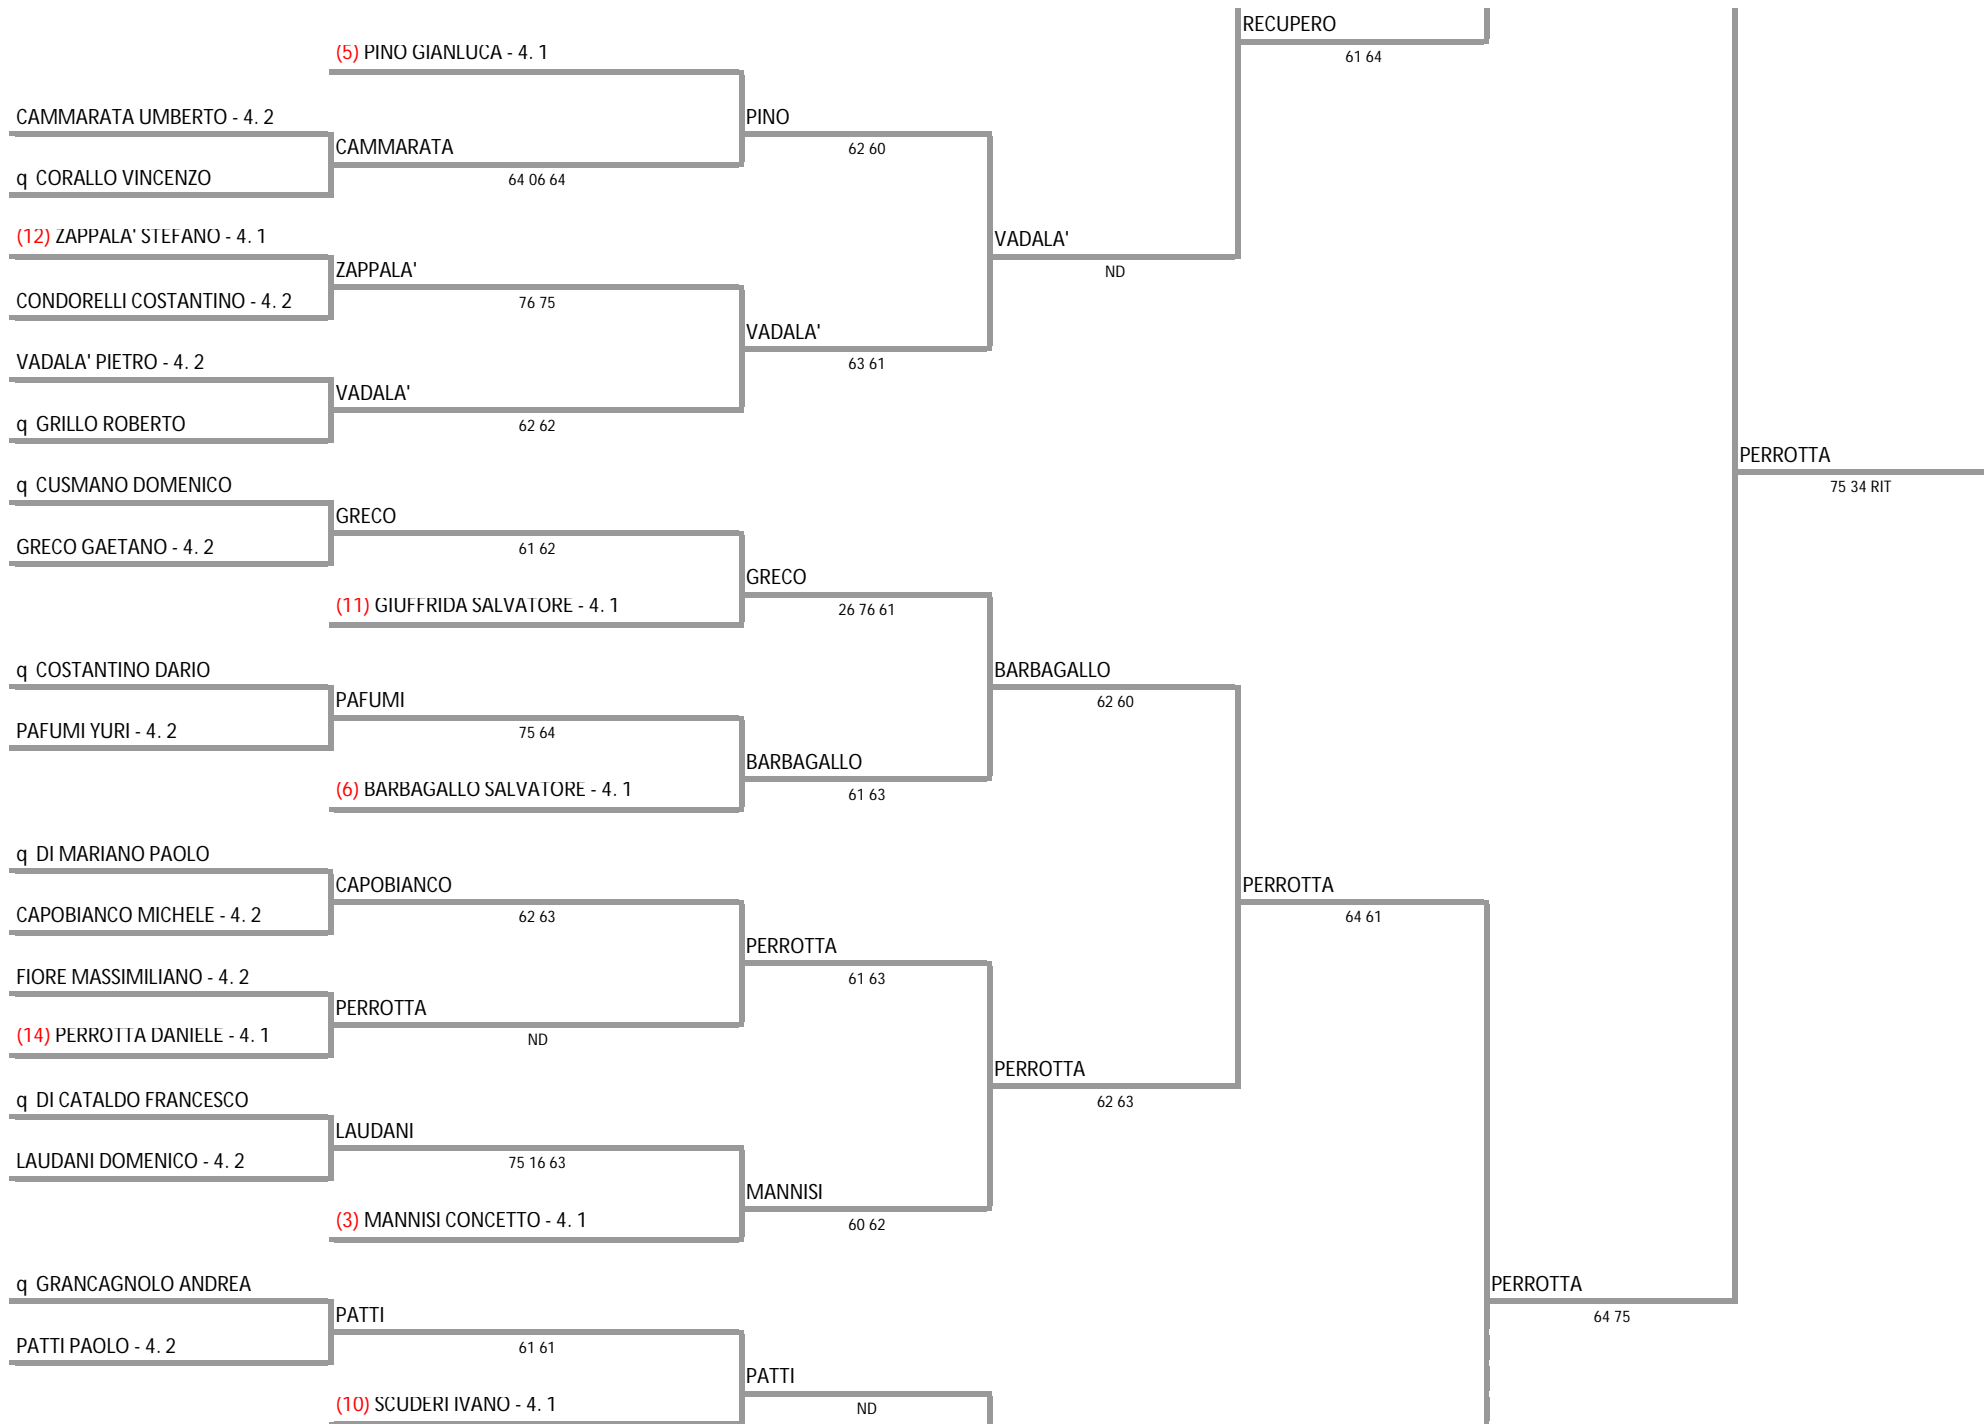 RECUPERO
(5) PINO GIANLUCA - 4. 1
61 64
CAMMARATA UMBERTO - 4. 2
PINO
CAMMARATA
62 60
q CORALLO VINCENZO
64 06 64
(12) ZAPPALA' STEFANO - 4. 1
VADALA'
ZAPPALA'
ND
CONDORELLI COSTANTINO - 4. 2
76 75
VADALA'
VADALA' PIETRO - 4. 2
63 61
VADALA'
q GRILLO ROBERTO
62 62
PERROTTA
q CUSMANO DOMENICO
75 34 RIT
GRECO
GRECO GAETANO - 4. 2
61 62
GRECO
(11) GIUFFRIDA SALVATORE - 4. 1
26 76 61
q COSTANTINO DARIO
BARBAGALLO
PAFUMI
62 60
PAFUMI YURI - 4. 2
75 64
BARBAGALLO
(6) BARBAGALLO SALVATORE - 4. 1
61 63
q DI MARIANO PAOLO
CAPOBIANCO
PERROTTA
CAPOBIANCO MICHELE - 4. 2
62 63
64 61
PERROTTA
FIORE MASSIMILIANO - 4. 2
61 63
PERROTTA
(14) PERROTTA DANIELE - 4. 1
ND
PERROTTA
q DI CATALDO FRANCESCO
62 63
LAUDANI
LAUDANI DOMENICO - 4. 2
75 16 63
MANNISI
(3) MANNISI CONCETTO - 4. 1
60 62
q GRANCAGNOLO ANDREA
PERROTTA
PATTI
64 75
PATTI PAOLO - 4. 2
61 61
PATTI
(10) SCUDERI IVANO - 4. 1
ND